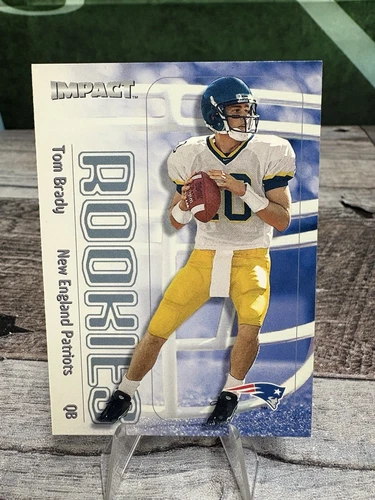 IMPACT
ROOKIES
Tom Brady
New England Patriots
QB
10